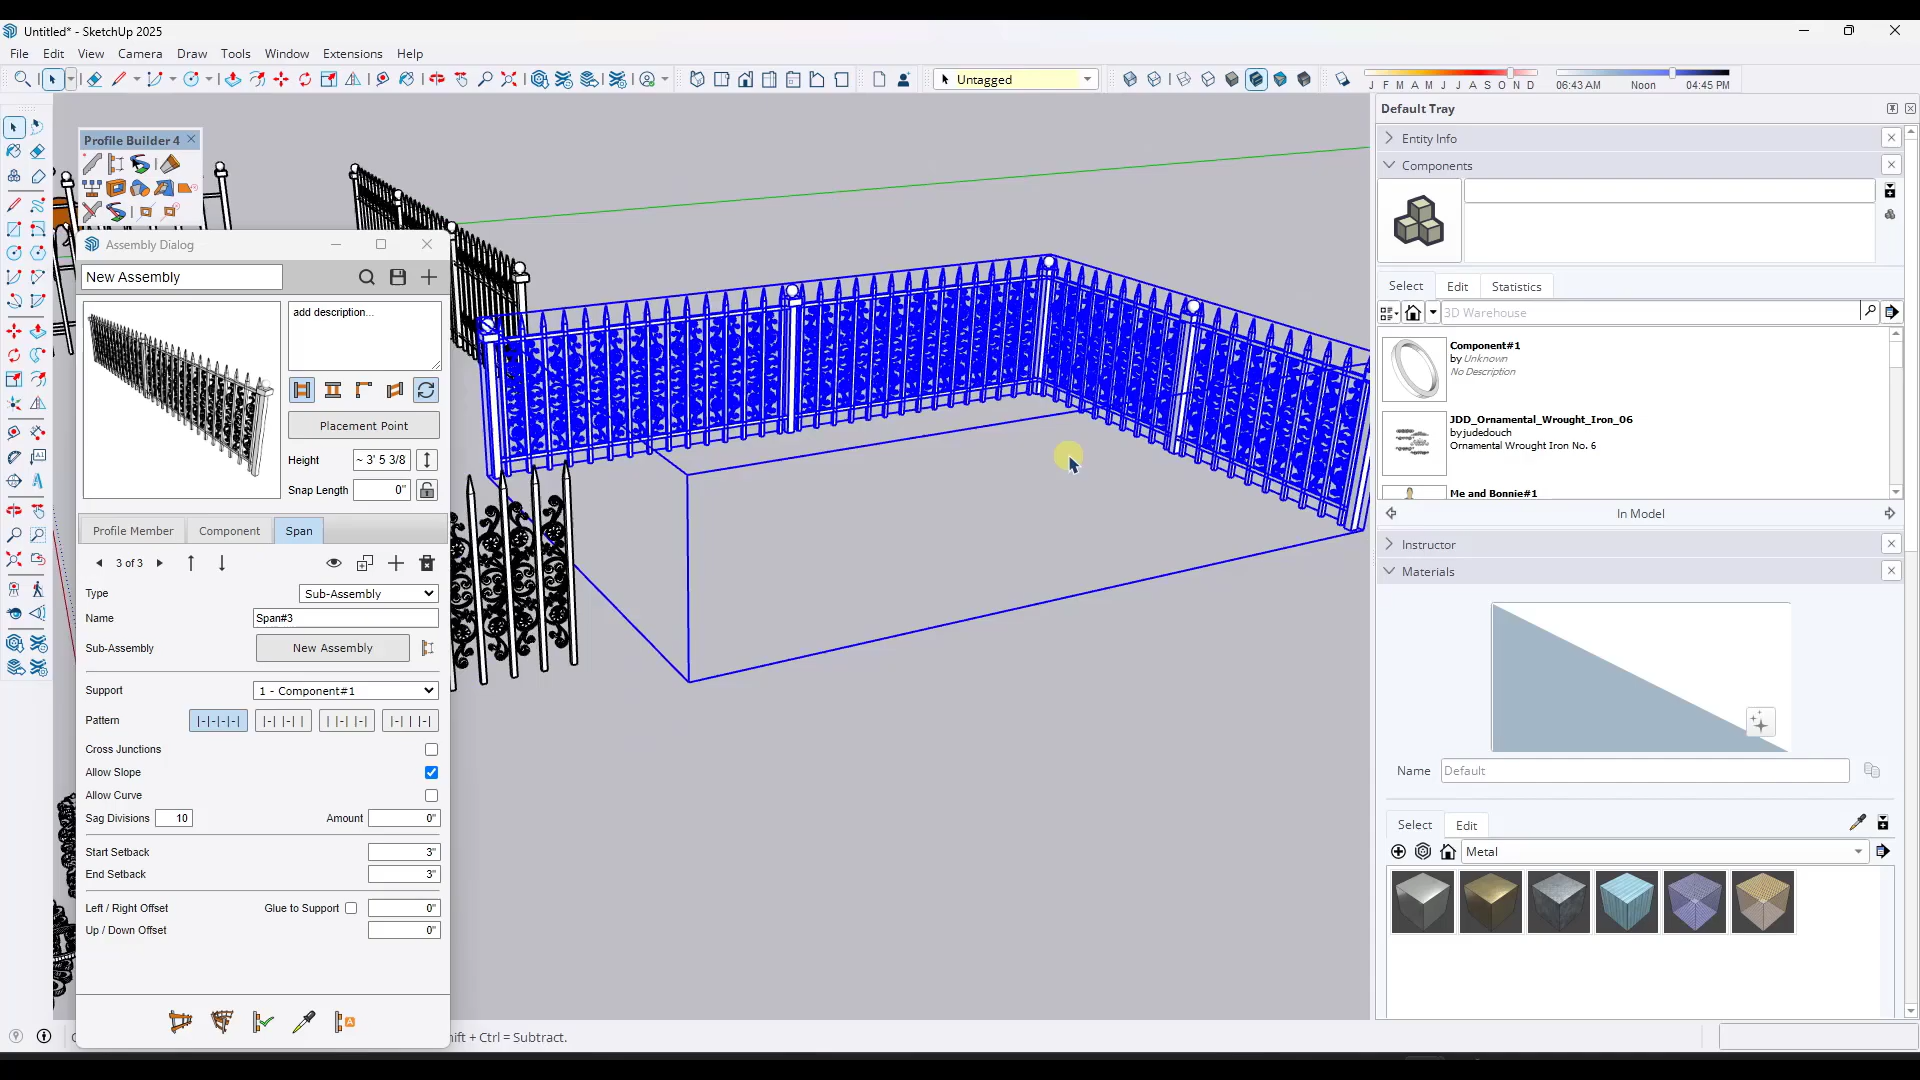 Untitled* - SketchUp 2025
File Edit View Camera Draw Tools Window Extensions Help
Untagged
J F M A M J J A S O N D
06:43 AM Noon 04:45 PM
Default Tray
Profile Builder 4
Entity Info
Components
Assembly Dialog
New Assembly
add description...
Placement Point
Height ~ 3' 5 3/8
Snap Length 0"
Profile Member Component Span
3 of 3
Type Sub-Assembly
Name Span#3
Sub-Assembly New Assembly
Support 1 - Component#1
Pattern
Cross Junctions
Allow Slope
Allow Curve
Sag Divisions 10 Amount 0"
Start Setback 3"
End Setback 3"
Left / Right Offset Glue to Support 0"
Up / Down Offset 0"
hift + Ctrl = Subtract.
Select Edit Statistics
3D Warehouse
Component#1
by Unknown
No Description
JDD_Ornamental_Wrought_Iron_06
by judedouch
Ornamental Wrought Iron No. 6
Me and Bonnie#1
In Model
Instructor
Materials
Name Default
Select Edit
Metal